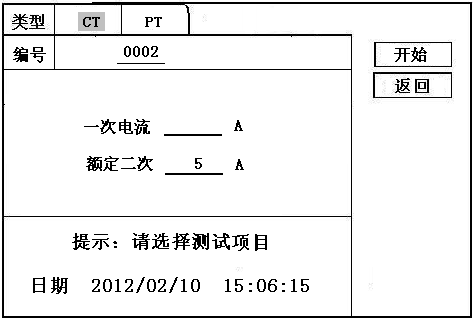 类型 CT PT
编号 0002
开始
返回
一次电流 A
额定二次 5 A
提示：请选择测试项目
日期 2012/02/10 15:06:15